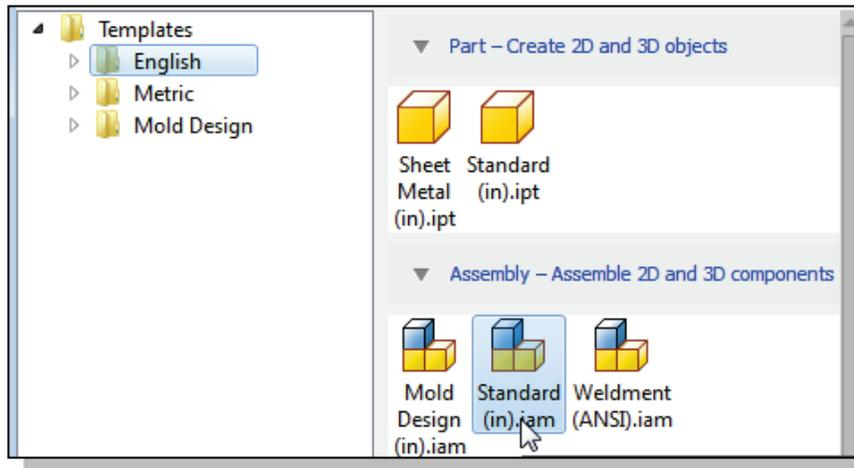 Templates
English
Metric
Mold Design
Part – Create 2D and 3D objects
Sheet
Metal
(in).ipt
Standard
(in).ipt
Assembly – Assemble 2D and 3D components
Mold
Design
(in).iam
Standard
(in).iam
Weldment
(ANSI).iam